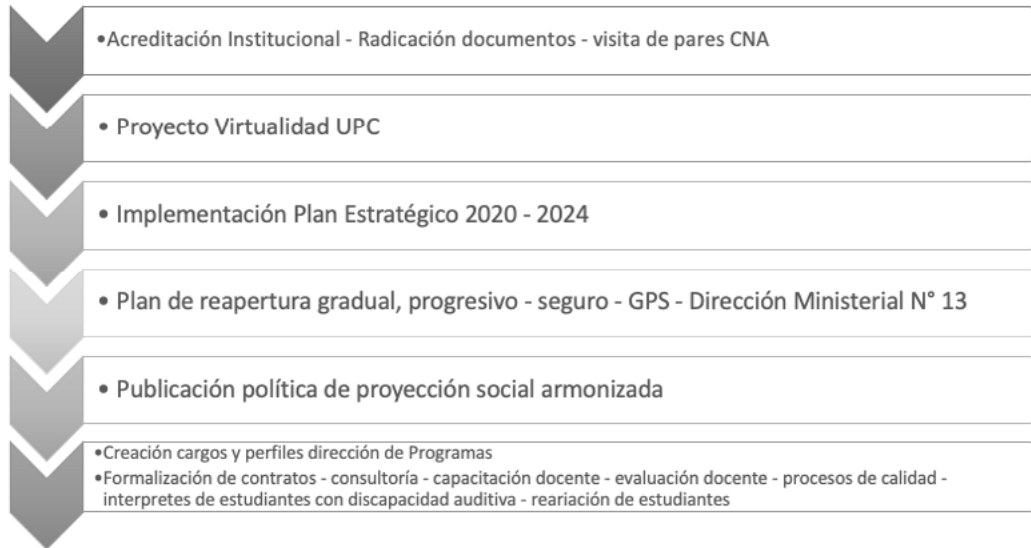 •Acreditación Institucional - Radicación documentos - visita de pares CNA
• Proyecto Virtualidad UPC
• Implementación Plan Estratégico 2020 - 2024
• Plan de reapertura gradual, progresivo - seguro - GPS - Dirección Ministerial N° 13
• Publicación política de proyección social armonizada
•Creación cargos y perfiles dirección de Programas
•Formalización de contratos - consultoría - capacitación docente - evaluación docente - procesos de calidad -
interpretes de estudiantes con discapacidad auditiva - reariación de estudiantes